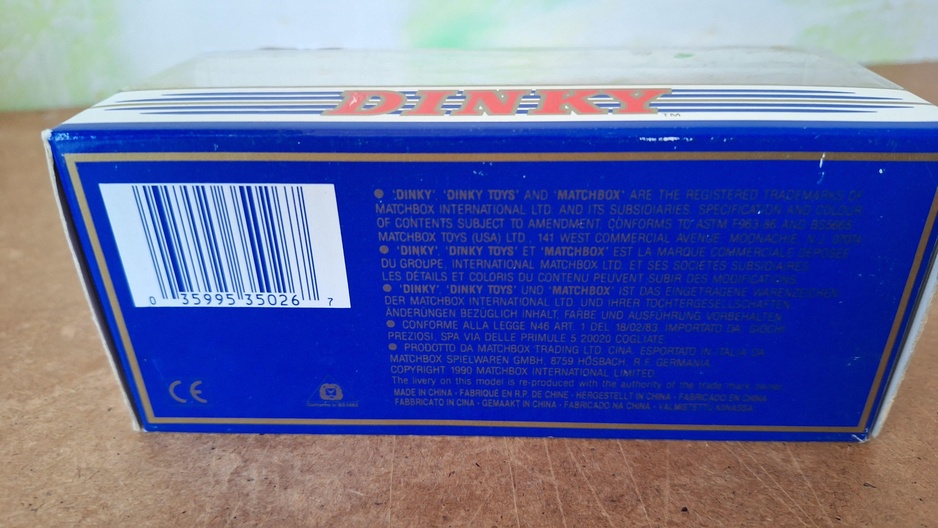 DINKY
TM
0 35995 35026 7
● 'DINKY'. 'DINKY TOYS' AND 'MATCHBOX' ARE THE REGISTERED TRADEMARKS OF
MATCHBOX INTERNATIONAL LTD. AND ITS SUBSIDIARIES. SPECIFICATION AND COLOUR
OF CONTENTS SUBJECT TO AMENDMENT. CONFORMS TO ASTM F963-86 AND
MATCHBOX TOYS (USA) LTD., 141 WEST COMMERCIAL AVENUE, MOONACHIE,
● 'DINKY'. 'DINKY TOYS' ET 'MATCHBOX' EST LA MARQUE COMMERCIALE DEPOSEE
DU GROUPE, INTERNATIONAL MATCHBOX LTD. ET SES SOCIETES SUBSIDIAIRES.
LES DETAILS ET COLORIS DU CONTENU PEUVENT SUBIR DES MODIFICATIONS.
● 'DINKY'. 'DINKY TOYS' UND 'MATCHBOX' IST DAS EINGETRAGENE WARENZEICHEN
DER MATCHBOX INTERNATIONAL LTD. UND IHRER TOCHTERGESELLSCHAFTEN.
ÄNDERUNGEN BEZÜGLICH INHALT, FARBE UND AUSFÜHRUNG VORBEHALTEN.
● CONFORME ALLA LEGGE N46 ART. 1 DEL 18/02/83. IMPORTATO DA: GIOCHI
PREZIOSI, SPA VIA DELLE PRIMULE 5 20020 COGLIATE.
● PRODOTTO DA MATCHBOX TRADING LTD. CINA. ESPORTATO IN ITALIA DA
MATCHBOX SPIELWAREN GMBH. 8759 HÖSBACH, R.F. GERMANIA.
COPYRIGHT 1990 MATCHBOX INTERNATIONAL LIMITED.
The livery on this model is re-produced with the authority of the trade mark owner.
MADE IN CHINA - FABRIQUÉ EN R.P. DE CHINE - HERGESTELLT IN CHINA - FABRICADO EN CHINA
FABBRICATO IN CINA - GEMAAKT IN CHINA - FABRICADO NA CHINA - VALMISTETTU KIINASSA
CE